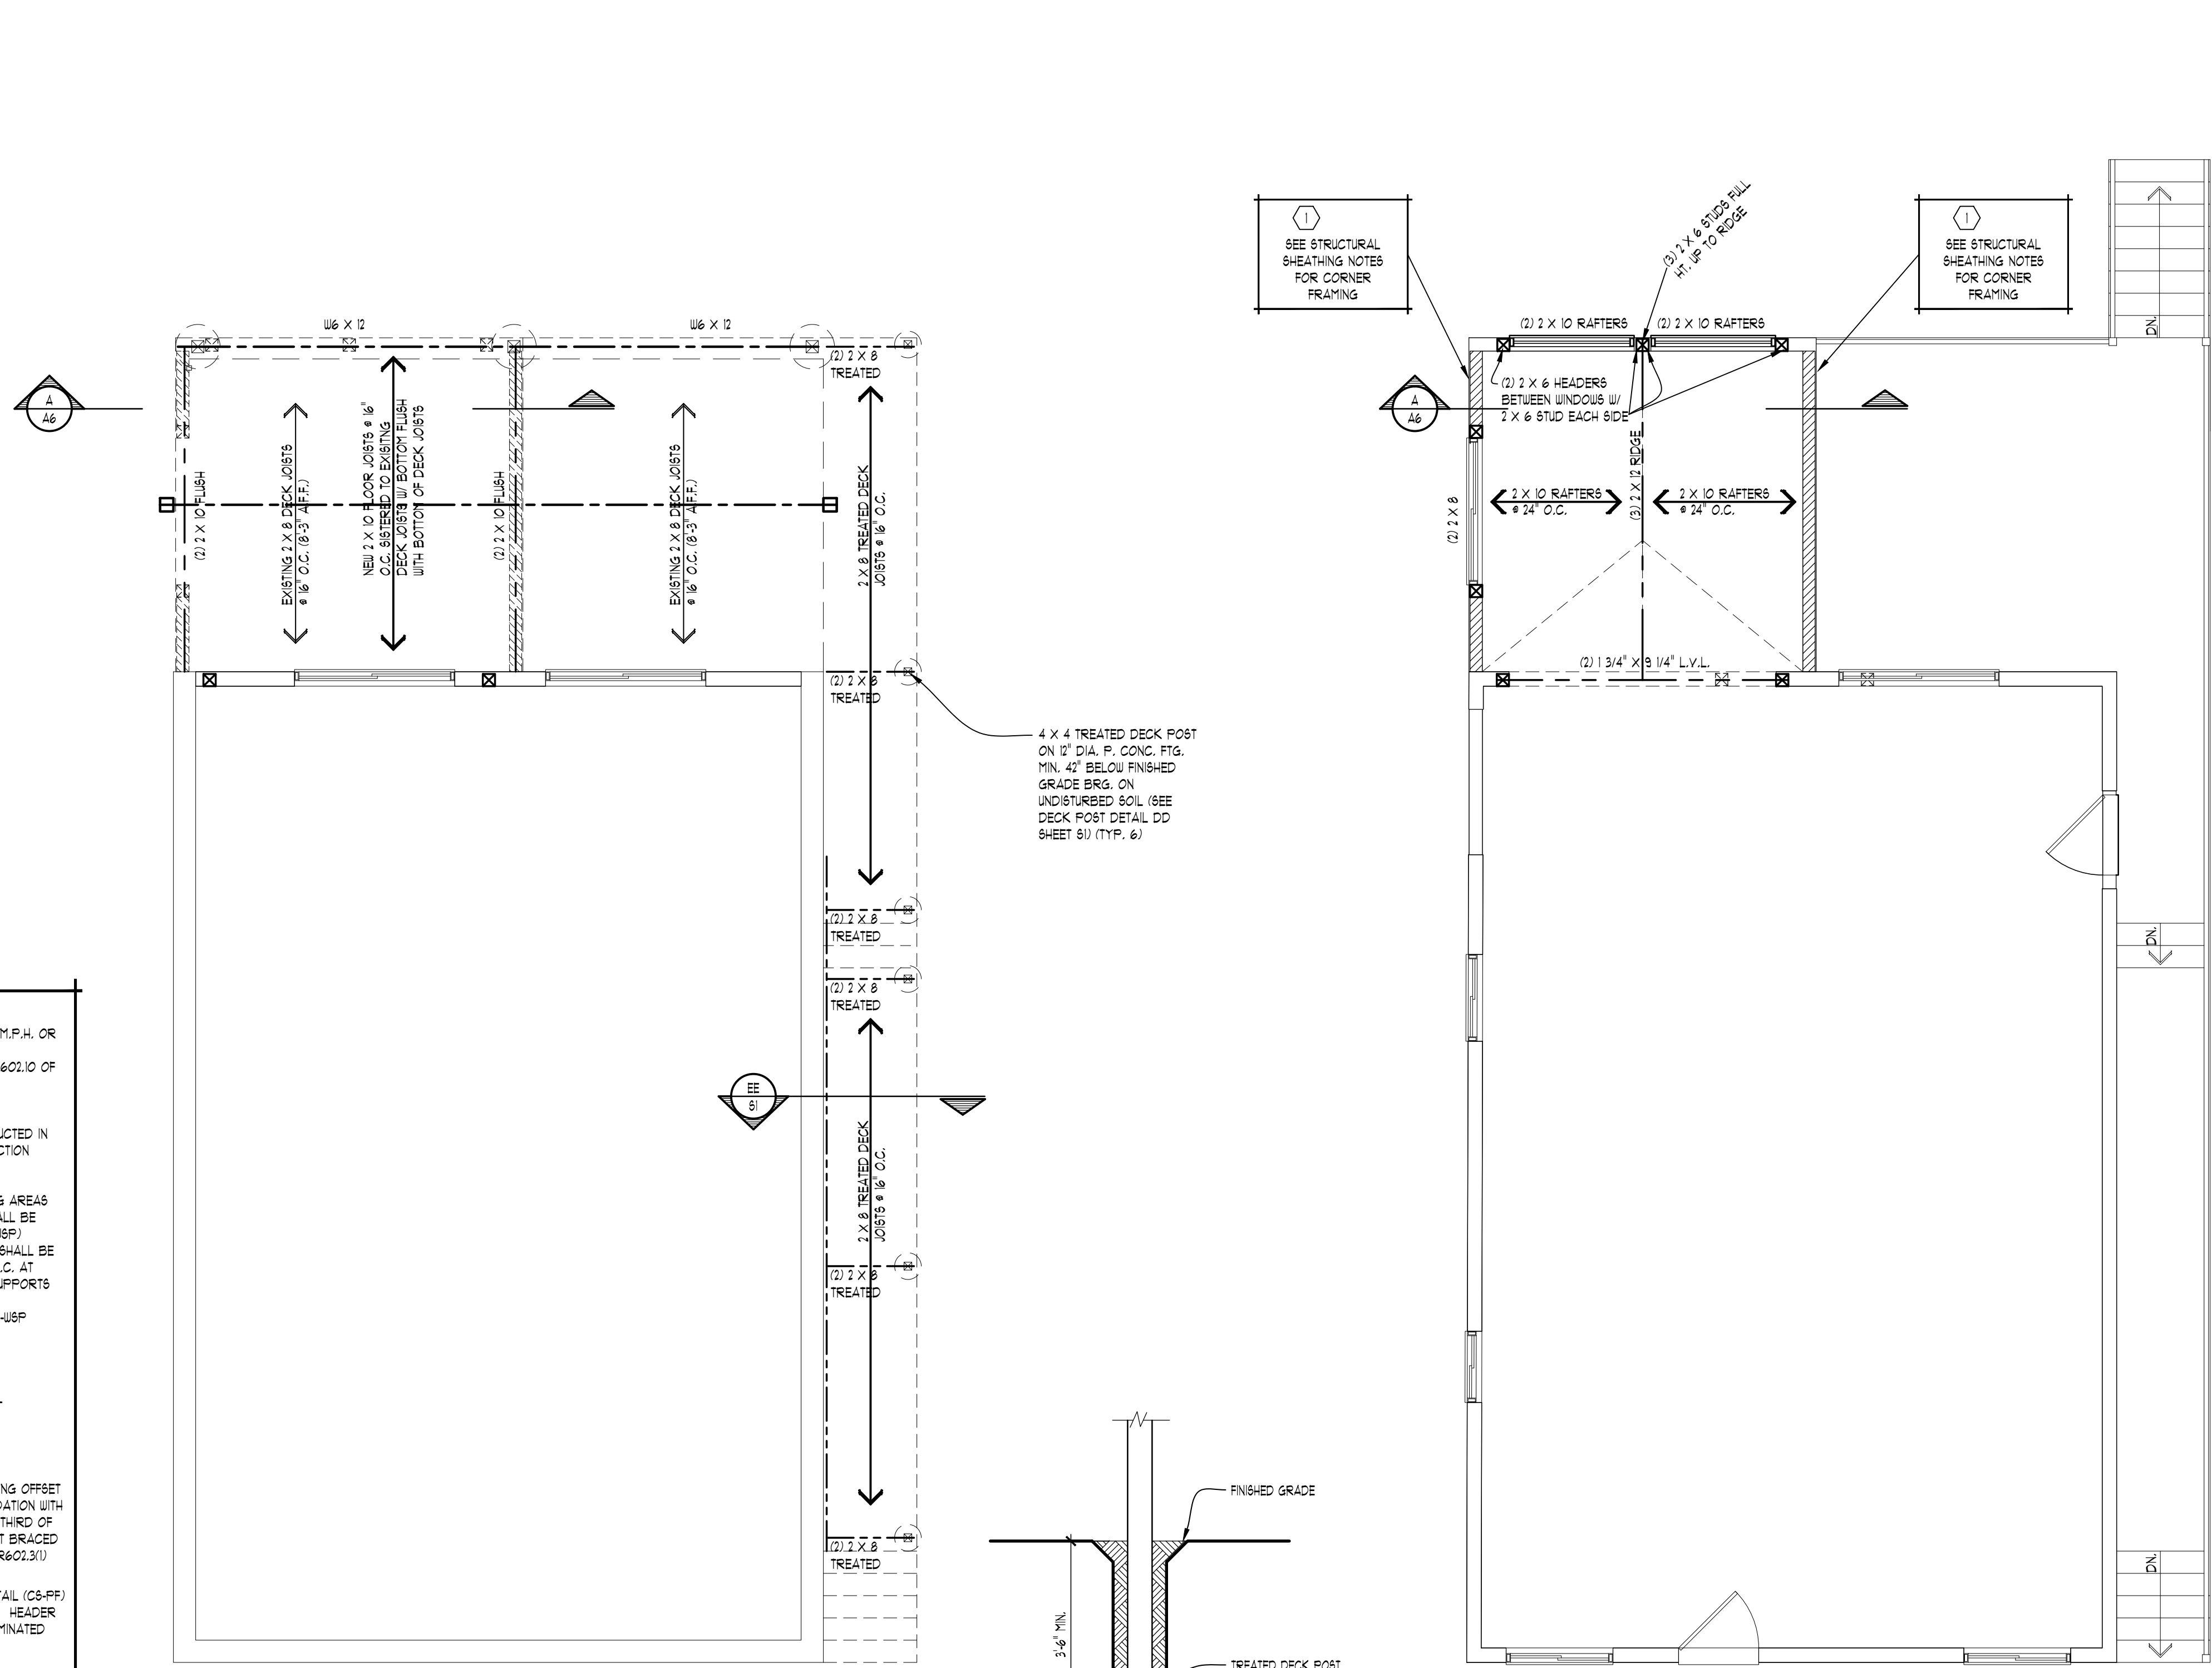 W6 X 12
W6 X 12
(2) 2 X 8
TREATED
A
A6
(2) 2 X 10 FLUSH
EXISTING 2 X 8 DECK JOISTS
@ 16" O.C. (8'-3" A.F.F.)
NEW 2 X 10 FLOOR JOISTS @ 16"
O.C. SISTERED TO EXISITNG
DECK JOISTS W/ BOTTOM FLUSH
WITH BOTTOM OF DECK JOISTS
(2) 2 X 10 FLUSH
EXISTING 2 X 8 DECK JOISTS
@ 16" O.C. (8'-3" A.F.F.)
2 X 8 TREATED DECK
JOISTS @ 16" O.C.
(2) 2 X 8
TREATED
4 X 4 TREATED DECK POST
ON 12" DIA. P. CONC. FTG.
MIN. 42" BELOW FINISHED
GRADE BRG. ON
UNDISTURBED SOIL (SEE
DECK POST DETAIL DD
SHEET S1) (TYP. 6)
(2) 2 X 8
TREATED
(2) 2 X 8
TREATED
EE
S1
2 X 8 TREATED DECK
JOISTS @ 16" O.C.
(2) 2 X 8
TREATED
(2) 2 X 8
TREATED
M.P.H. OR
602.10 OF
UCTED IN
CTION
G AREAS
ALL BE
WSP)
SHALL BE
.C. AT
UPPORTS
-WSP
NG OFFSET
DATION WITH
THIRD OF
T BRACED
R602.3(1)
TAIL (CS-PF)
HEADER
MINATED
FINISHED GRADE
3'-6" MIN.
TREATED DECK POST
1
SEE STRUCTURAL
SHEATHING NOTES
FOR CORNER
FRAMING
(3) 2 X 6 STUDS FULL
HT. UP TO RIDGE
1
SEE STRUCTURAL
SHEATHING NOTES
FOR CORNER
FRAMING
DN.
(2) 2 X 10 RAFTERS
(2) 2 X 10 RAFTERS
(2) 2 X 6 HEADERS
BETWEEN WINDOWS W/
2 X 6 STUD EACH SIDE
A
A6
(2) 2 X 8
2 X 10 RAFTERS
@ 24" O.C.
(3) 2 X 12 RIDGE
2 X 10 RAFTERS
@ 24" O.C.
(2) 1 3/4" X 9 1/4" L.V.L.
DN.
DN.